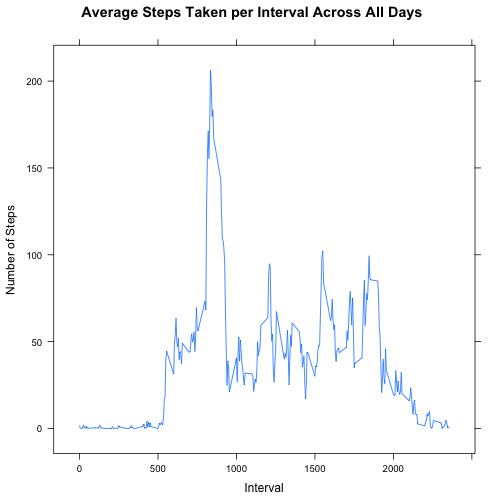 Average Steps Taken per Interval Across All Days
Number of Steps
200
150
100
50
0
0 500 1000 1500 2000
Interval